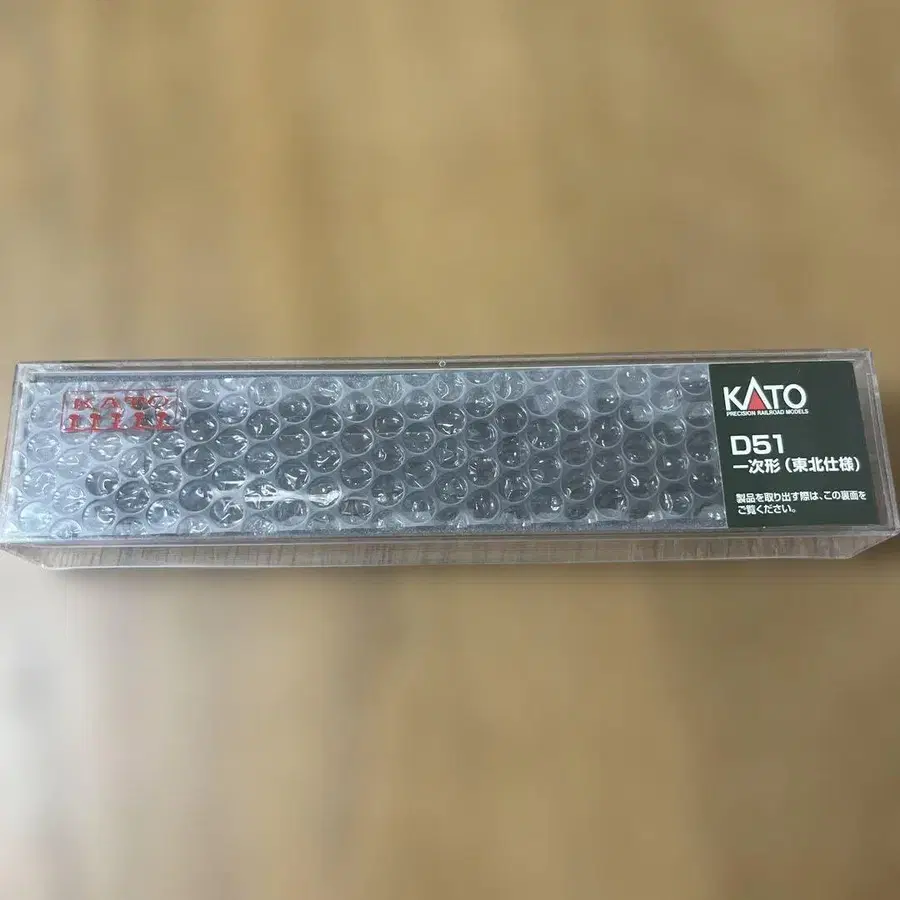 KATO
KATO
PRECISION RAILROAD MODELS
D51
一次形（東北仕様）
製品を取り出す際は、この裏面を
ご覧ください。